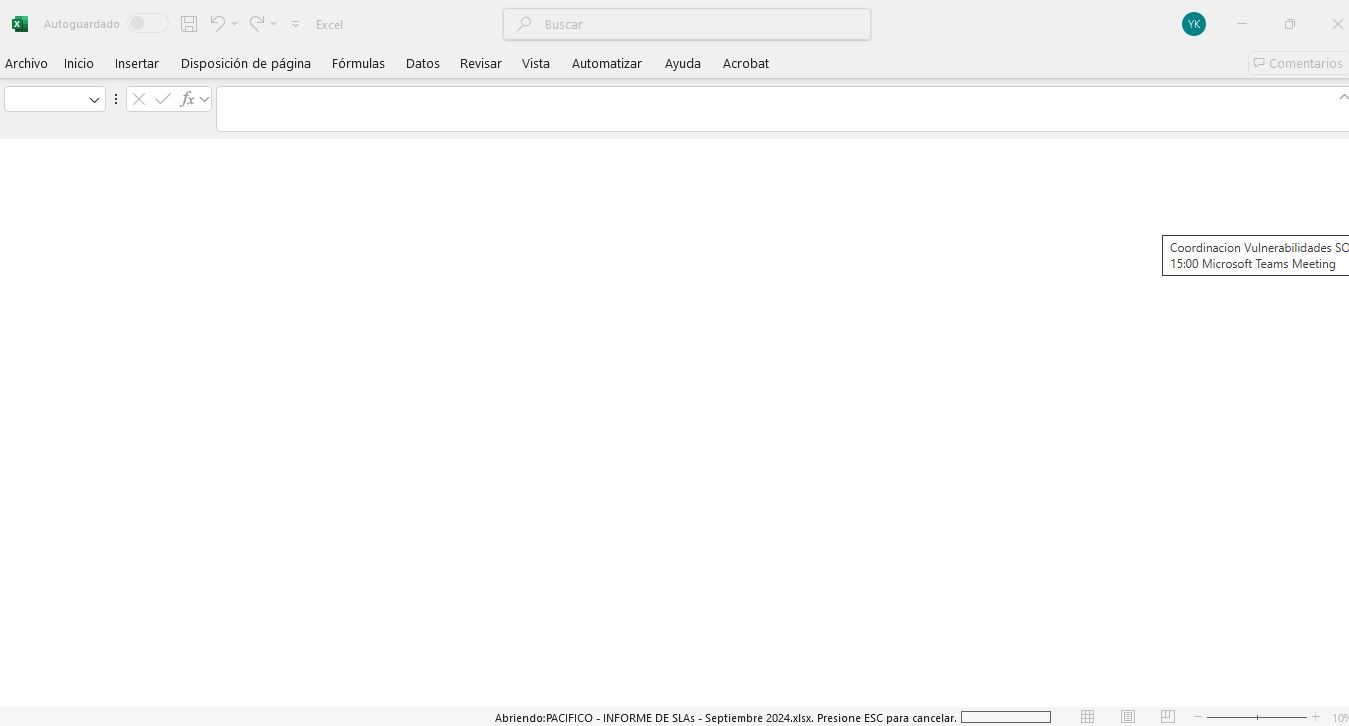 Autoguardado Excel Buscar YK
Archivo Inicio Insertar Disposición de página Fórmulas Datos Revisar Vista Automatizar Ayuda Acrobat Comentarios
fx
Coordinacion Vulnerabilidades SO
15:00 Microsoft Teams Meeting
Abriendo:PACIFICO - INFORME DE SLAs - Septiembre 2024.xlsx. Presione ESC para cancelar. 10%